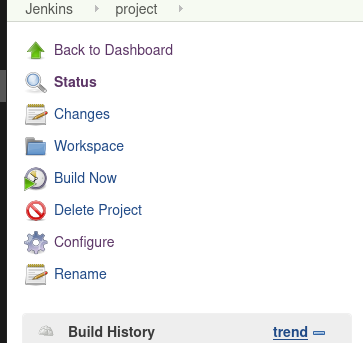 Jenkins project
Back to Dashboard
Status
Changes
Workspace
Build Now
Delete Project
Configure
Rename
Build History trend